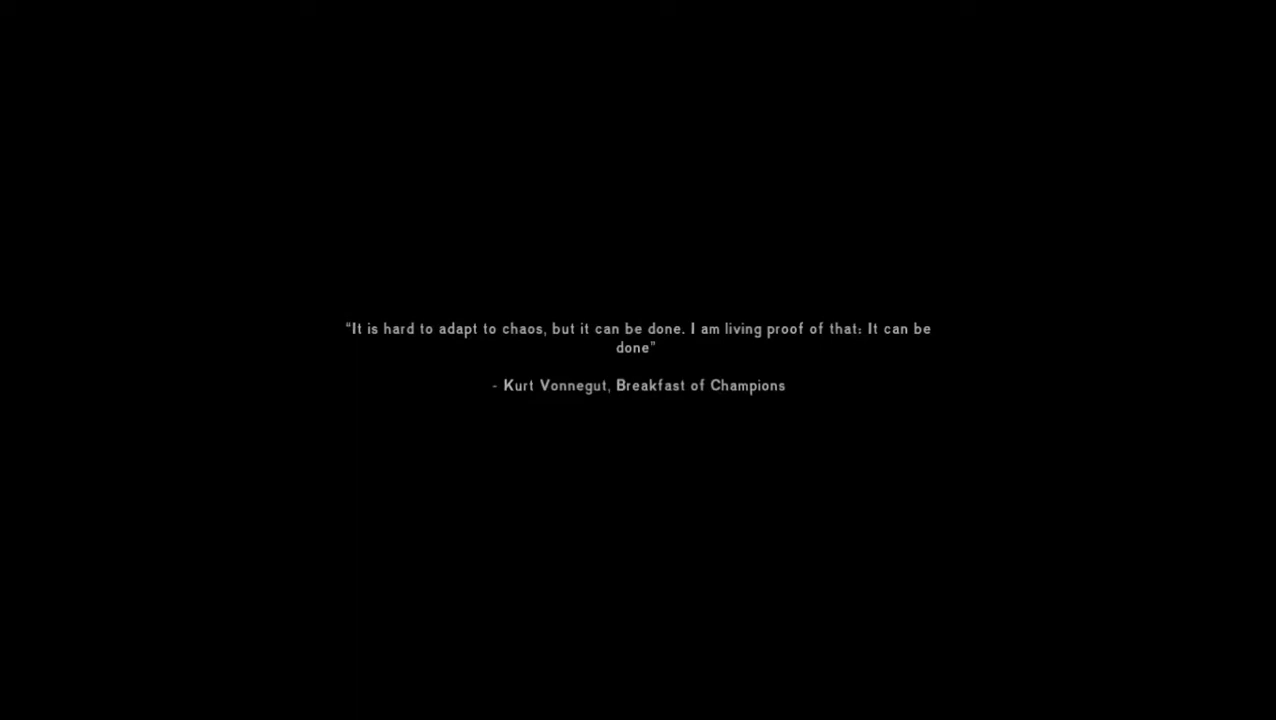 “It is hard to adapt to chaos, but it can be done. I am living proof of that: It can be
done”
- Kurt Vonnegut, Breakfast of Champions